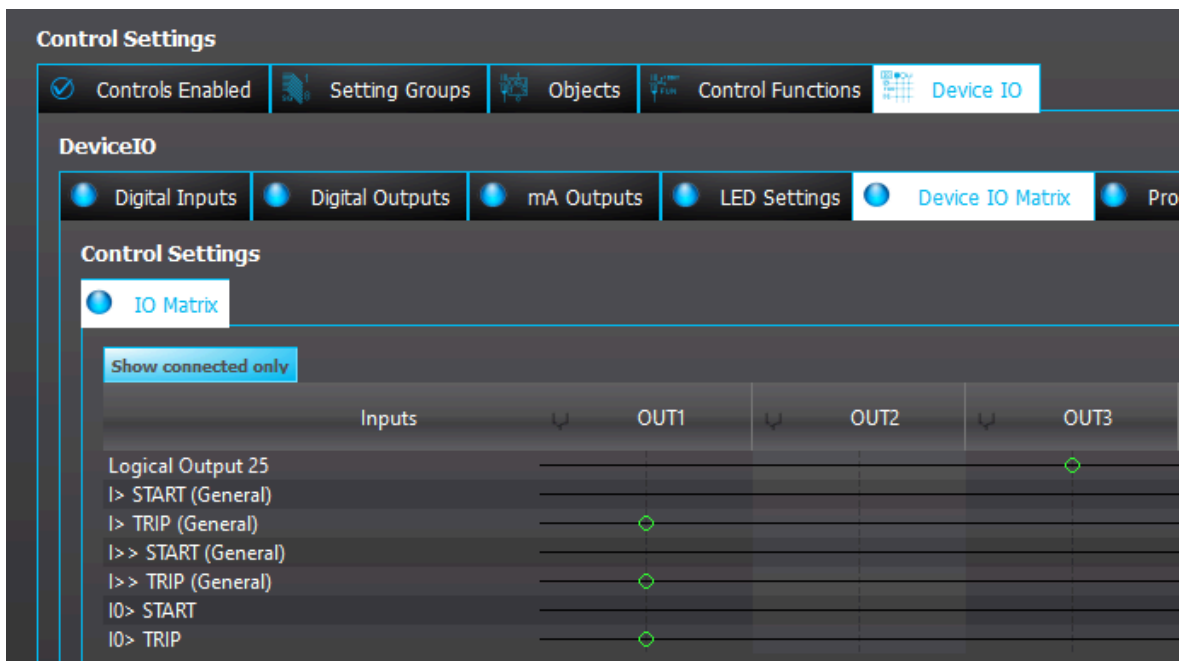 Control Settings
Controls Enabled Setting Groups Objects Control Functions Device IO
DeviceIO
Digital Inputs Digital Outputs mA Outputs LED Settings Device IO Matrix Pro
Control Settings
IO Matrix
Show connected only
Inputs OUT1 OUT2 OUT3
Logical Output 25
I> START (General)
I> TRIP (General)
I>> START (General)
I>> TRIP (General)
I0> START
I0> TRIP